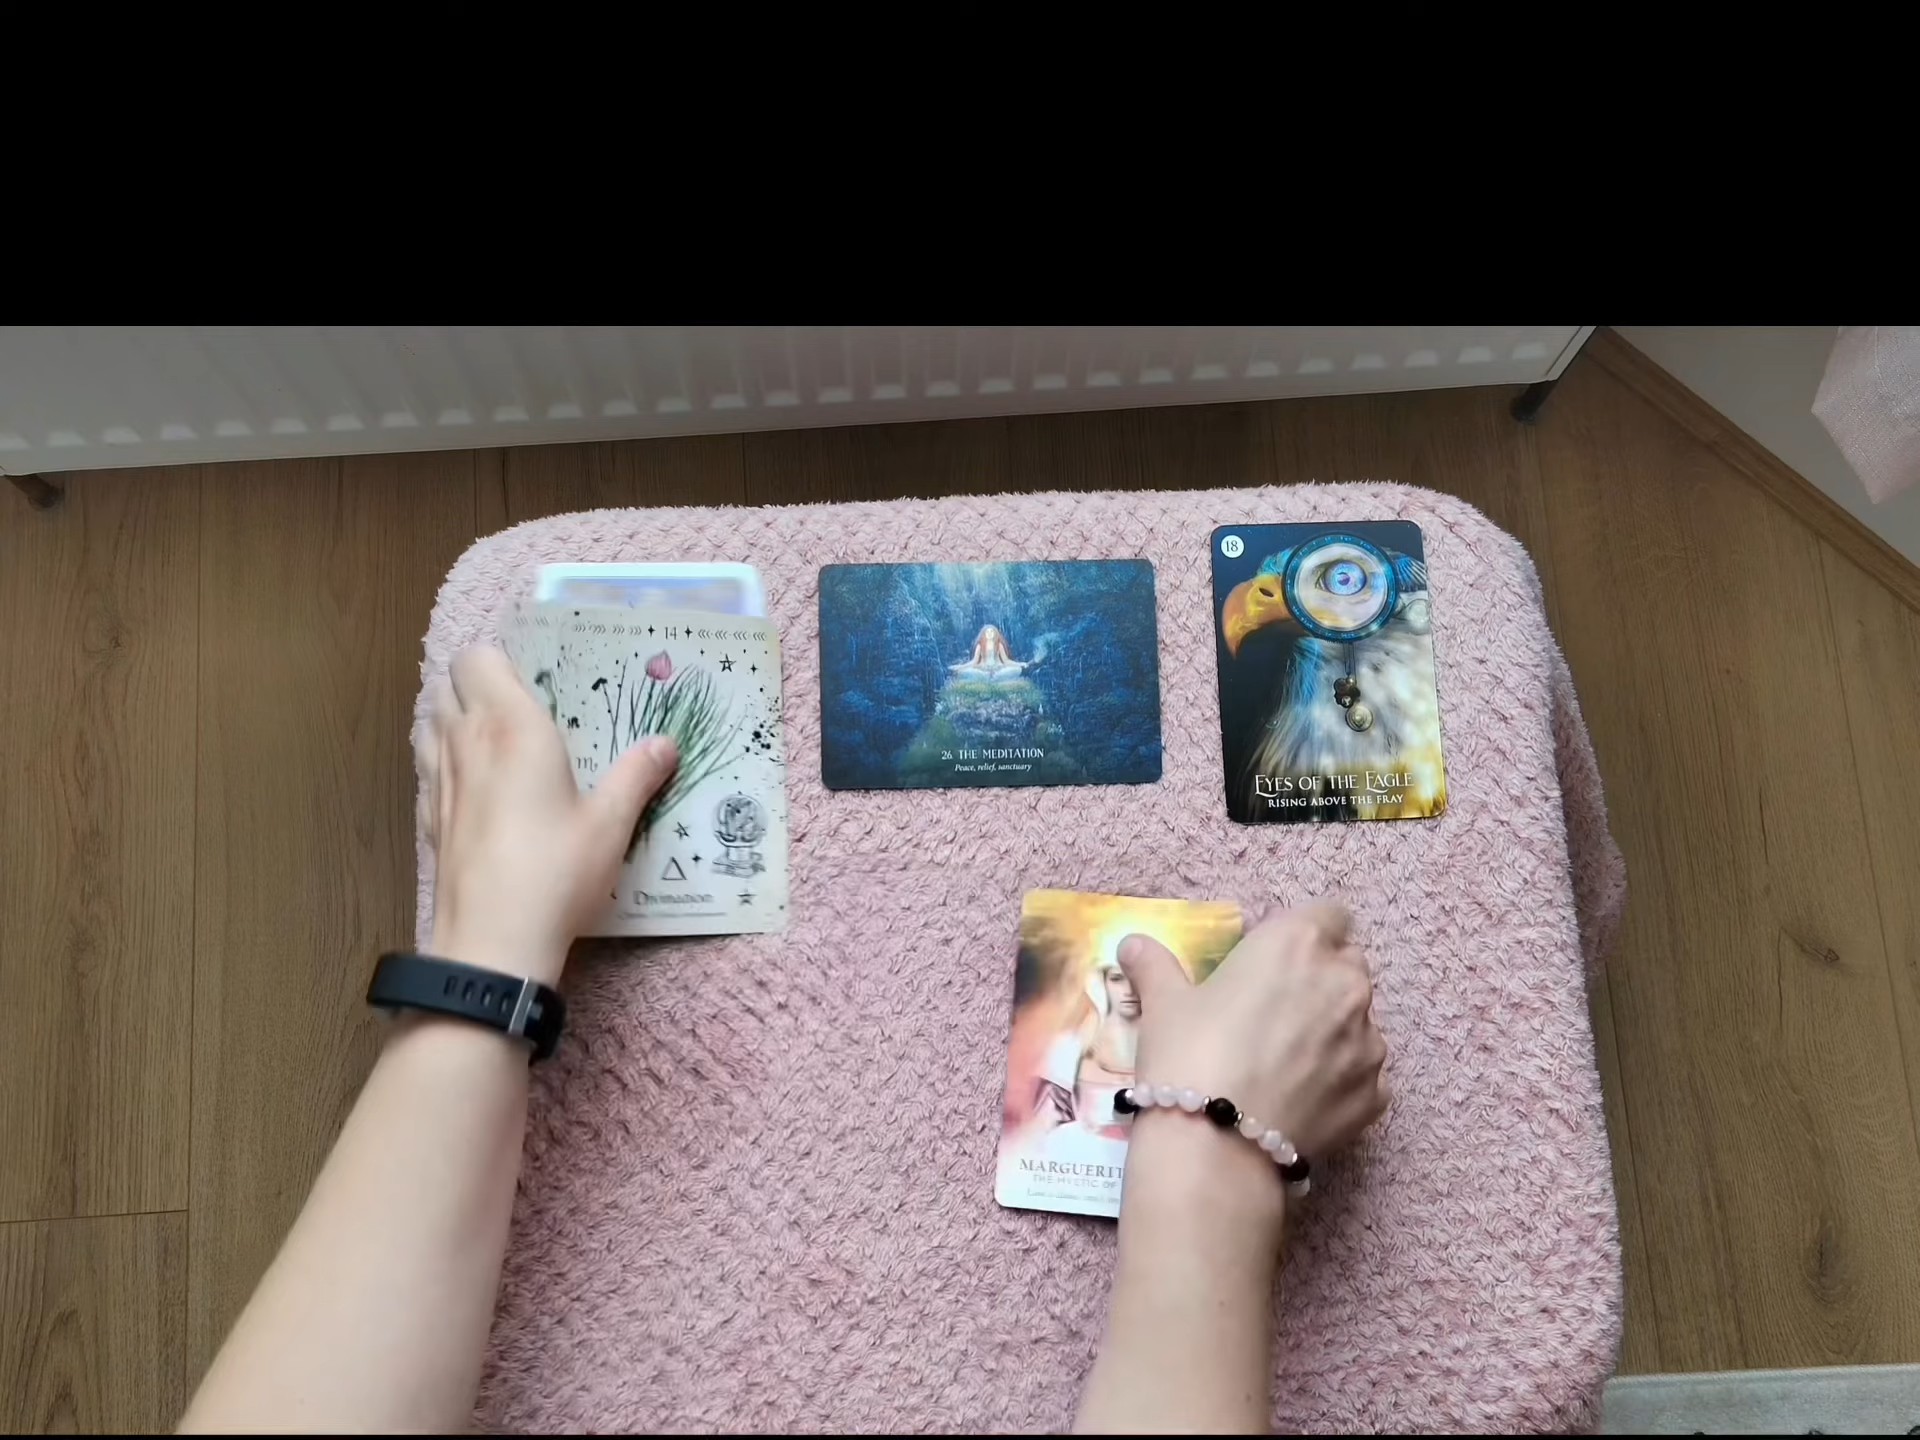 14
Divination
26. THE MEDITATION
Peace, relief, sanctuary
18
EYES OF THE EAGLE
RISING ABOVE THE FRAY
MARGUERIT
THE MYSTIC OF